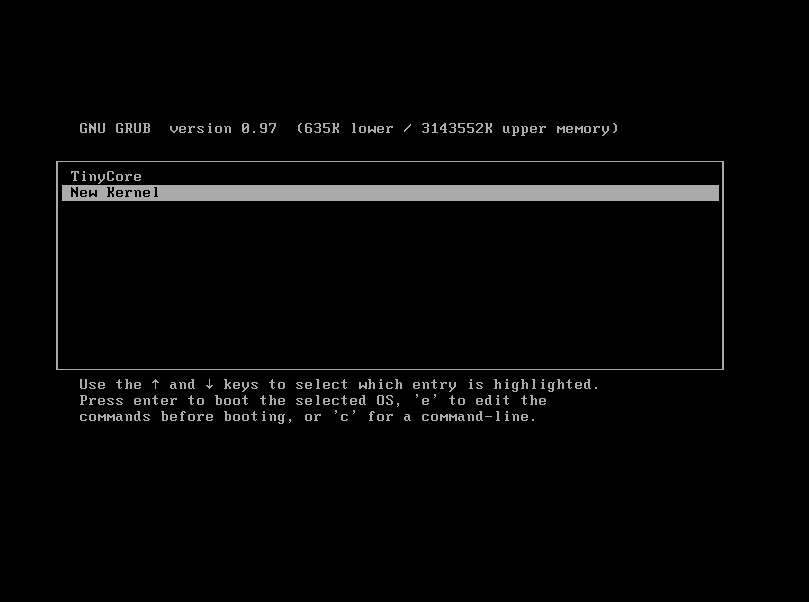 GNU GRUB  version 0.97  (635K lower / 3143552K upper memory)
TinyCore
New Kernel
Use the ↑ and ↓ keys to select which entry is highlighted.
Press enter to boot the selected OS, 'e' to edit the
commands before booting, or 'c' for a command-line.